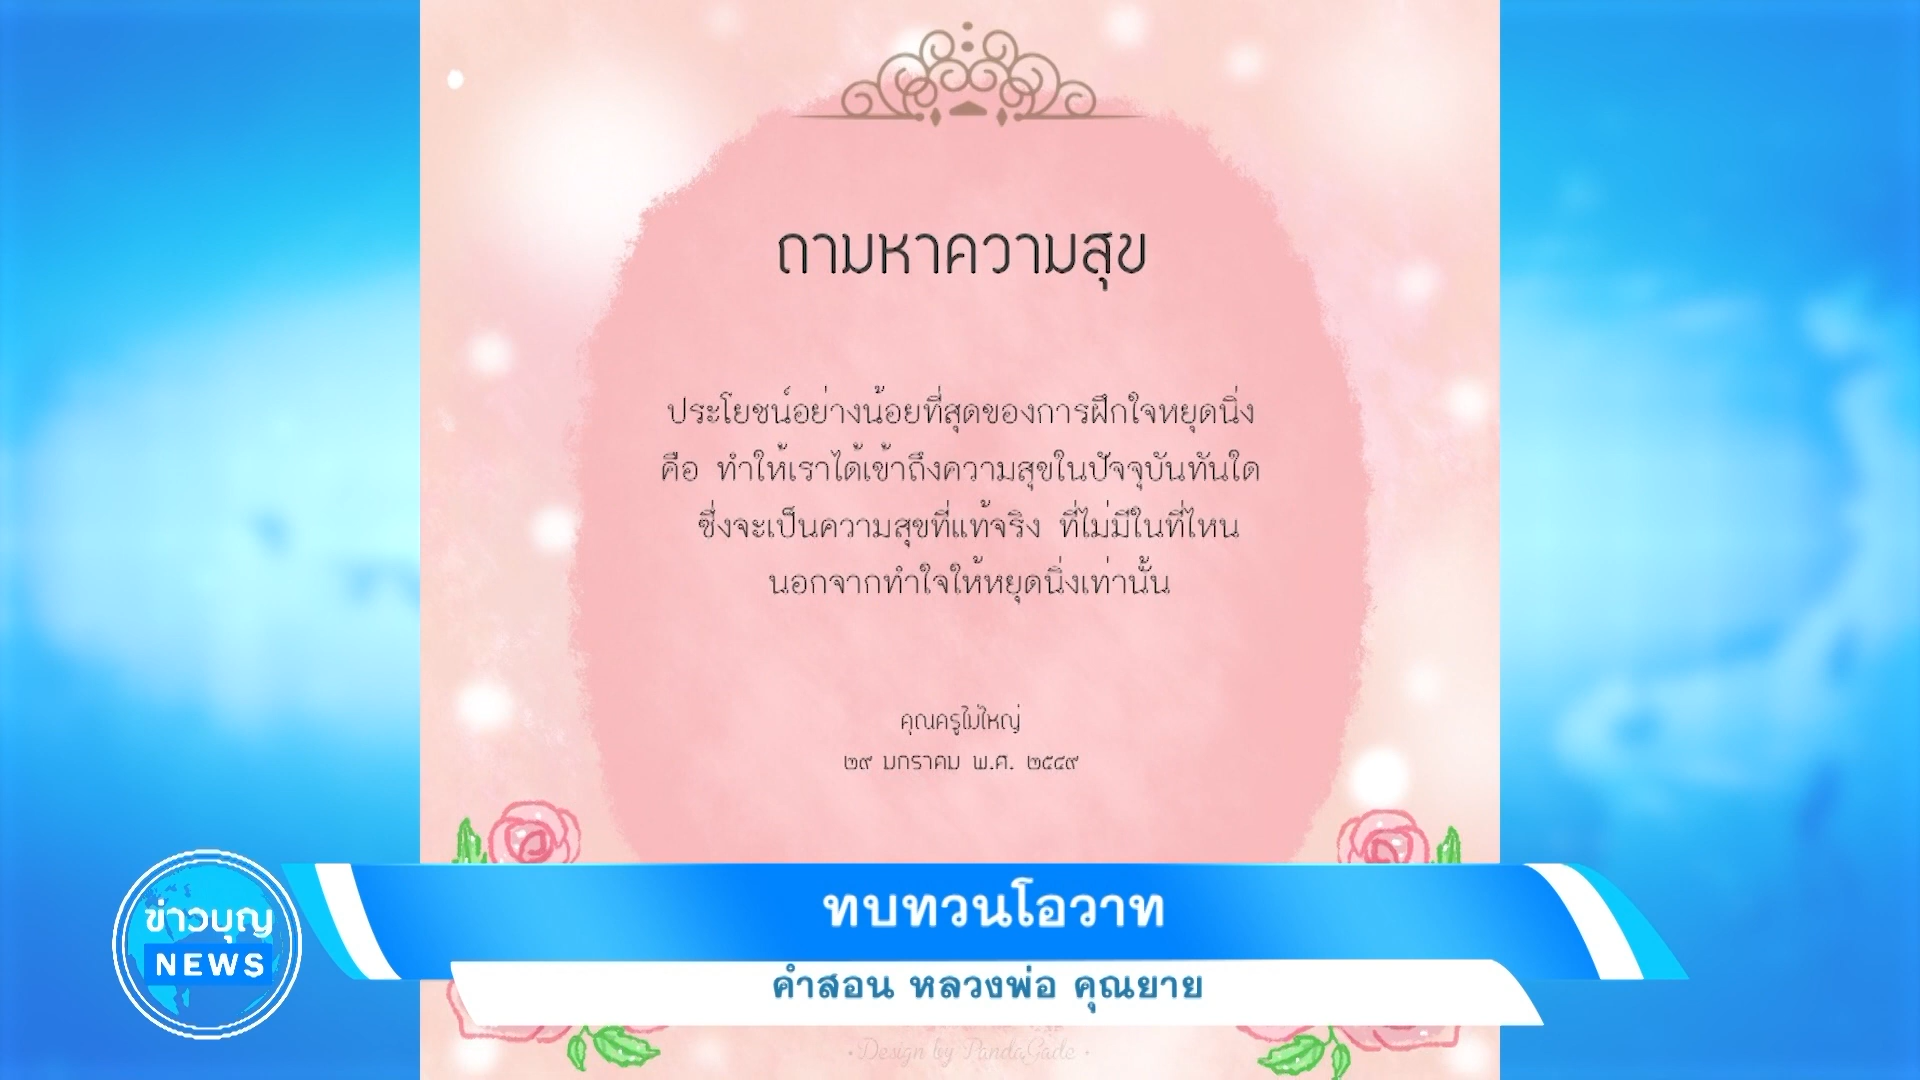 ถามหาความสุข
ประโยชน์อย่างน้อยที่สุดของการฝึกใจหยุดนิ่ง
คือ ทำให้เราได้เข้าถึงความสุขในปัจจุบันทันใด
ซึ่งจะเป็นความสุขที่แท้จริง ที่ไม่มีในที่ไหน
นอกจากทำใจให้หยุดนิ่งเท่านั้น
คุณครูไม่ใหญ่
๒๙ มกราคม พ.ศ. ๒๕๔๙
ทบทวนโอวาท
ข่าวบุญ
NEWS
คำสอน หลวงพ่อ คุณยาย
•Design by PandaGade •